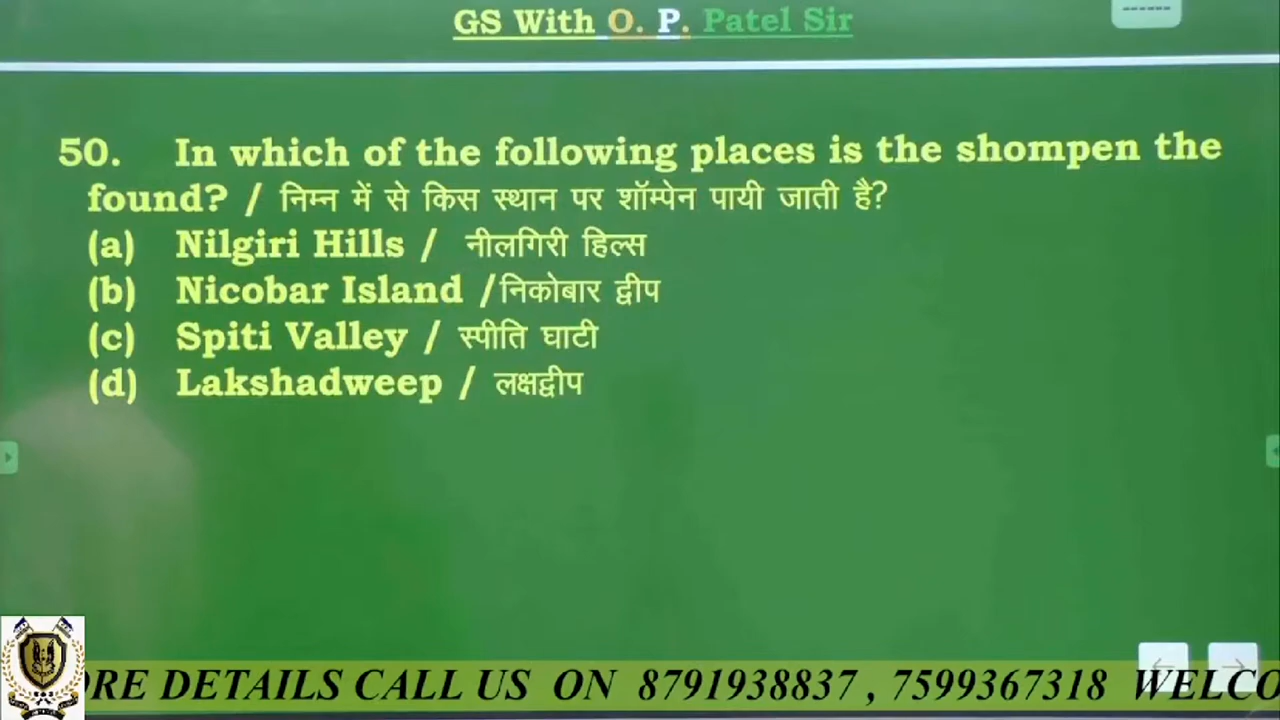 GS With O. P. Patel Sir
------
50. In which of the following places is the shompen the
found? / निम्न में से किस स्थान पर शॉम्पेन पायी जाती है?
(a) Nilgiri Hills / नीलगिरी हिल्स
(b) Nicobar Island /निकोबार द्वीप
(c) Spiti Valley / स्पीति घाटी
(d) Lakshadweep / लक्षद्वीप
ORE DETAILS CALL US ON 8791938837 , 7599367318 WELCO